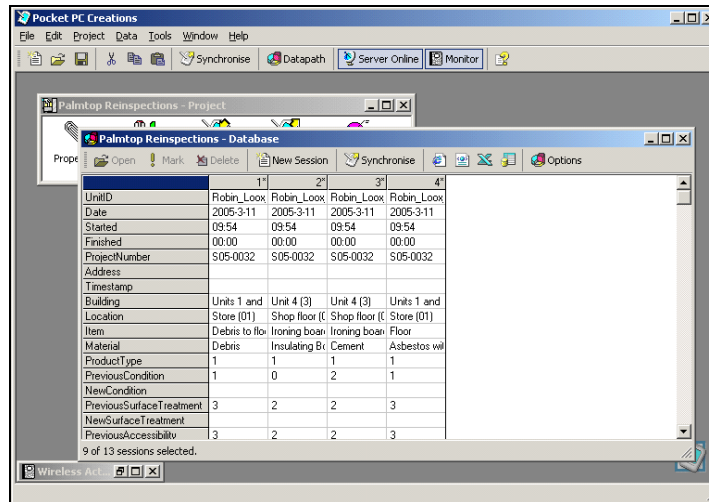 Pocket PC Creations
File Edit Project Data Tools Window Help
Synchronise Datapath Server Online Monitor
Palmtop Reinspections - Project
Prope
Palmtop Reinspections - Database
Open Mark Delete New Session Synchronise Options
1* 2* 3* 4*
UnitID Robin_Loox Robin_Loox Robin_Loox Robin_Loox
Date 2005-3-11 2005-3-11 2005-3-11 2005-3-11
Started 09:54 09:54 09:54 09:54
Finished 00:00 00:00 00:00 00:00
ProjectNumber S05-0032 S05-0032 S05-0032 S05-0032
Address
Timestamp
Building Units 1 and Unit 4 (3) Unit 4 (3) Units 1 and
Location Store (01) Shop floor (0 Shop floor (0 Store (01)
Item Debris to flo Ironing boar Ironing boar Floor
Material Debris Insulating Bo Cement Asbestos wi
ProductType 1 1 1 1
PreviousCondition 1 0 2 1
NewCondition
PreviousSurfaceTreatment 3 2 2 3
NewSurfaceTreatment
PreviousAccessibility 3 2 2 3
9 of 13 sessions selected.
Wireless Act...